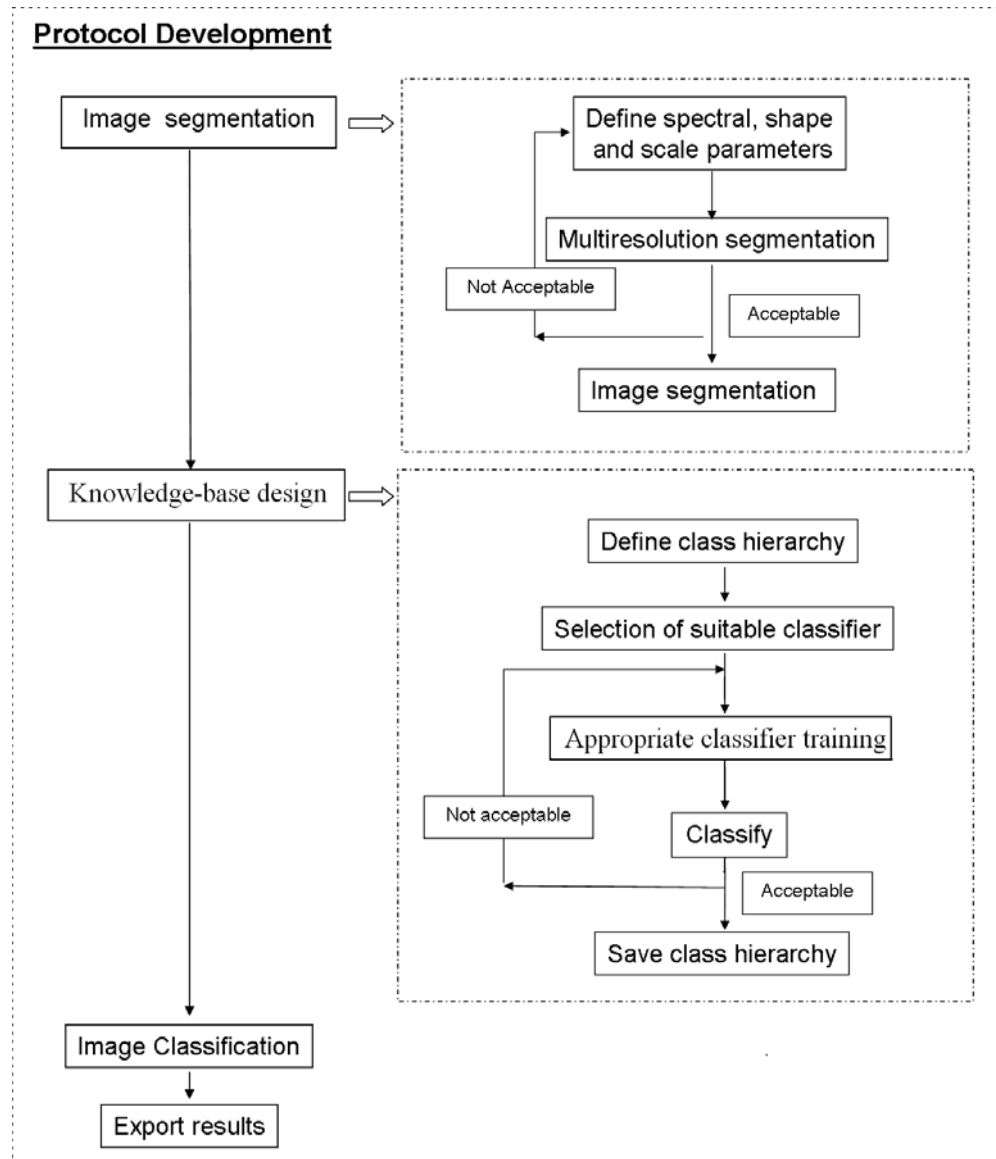 Protocol Development
Image segmentation
Define spectral, shape
and scale parameters
Multiresolution segmentation
Not Acceptable
Acceptable
Image segmentation
Knowledge-base design
Define class hierarchy
Selection of suitable classifier
Appropriate classifier training
Not acceptable
Classify
Acceptable
Save class hierarchy
Image Classification
Export results